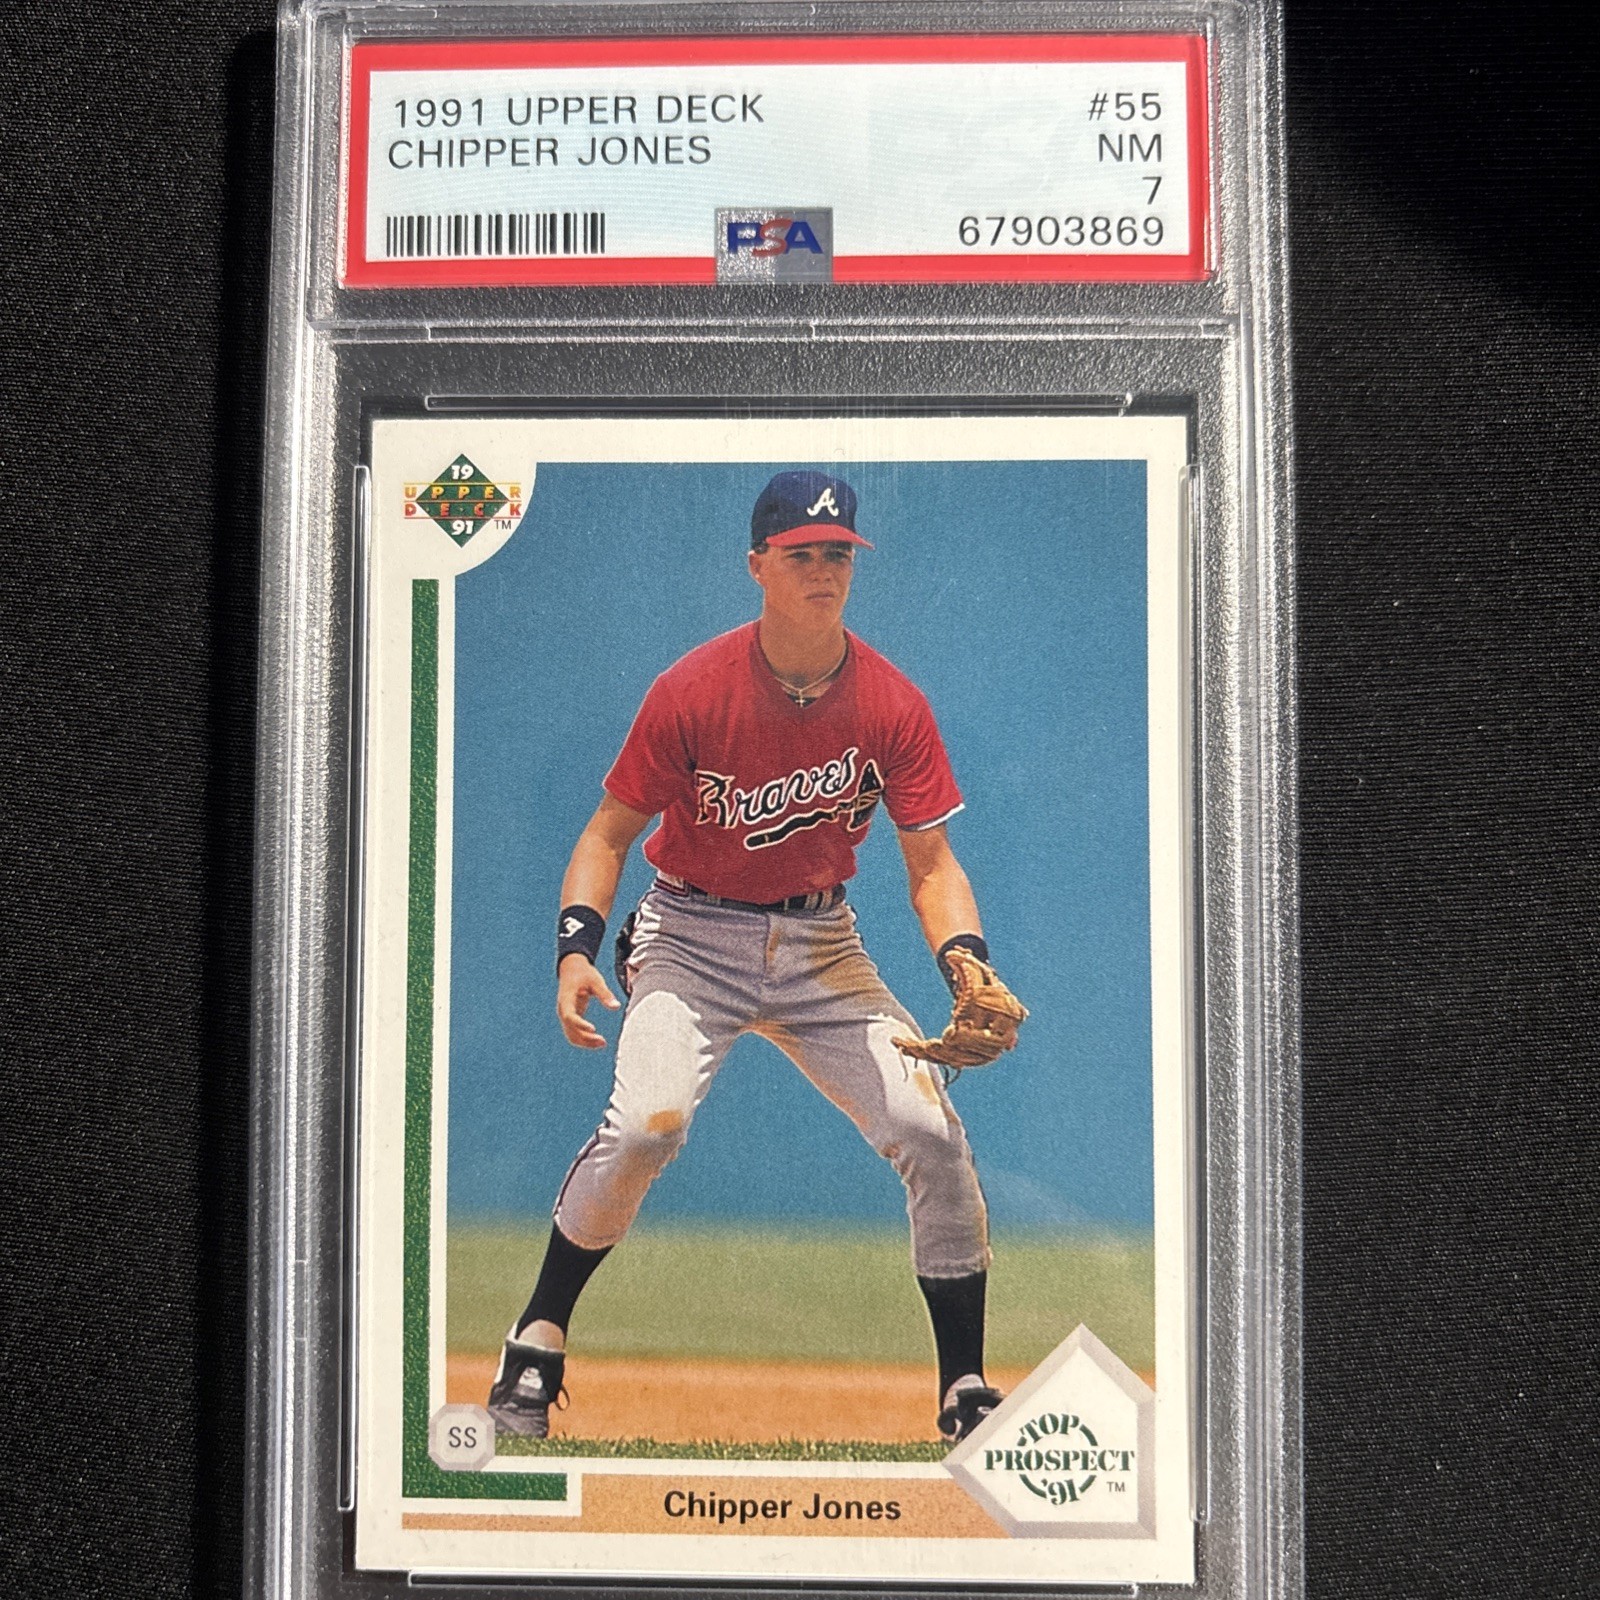 1991 UPPER DECK #55
CHIPPER JONES NM
7
PSA 67903869
19
UPPER
DECK
91 TM
A
Braves
SS
TOP
PROSPECT
'91 TM
Chipper Jones